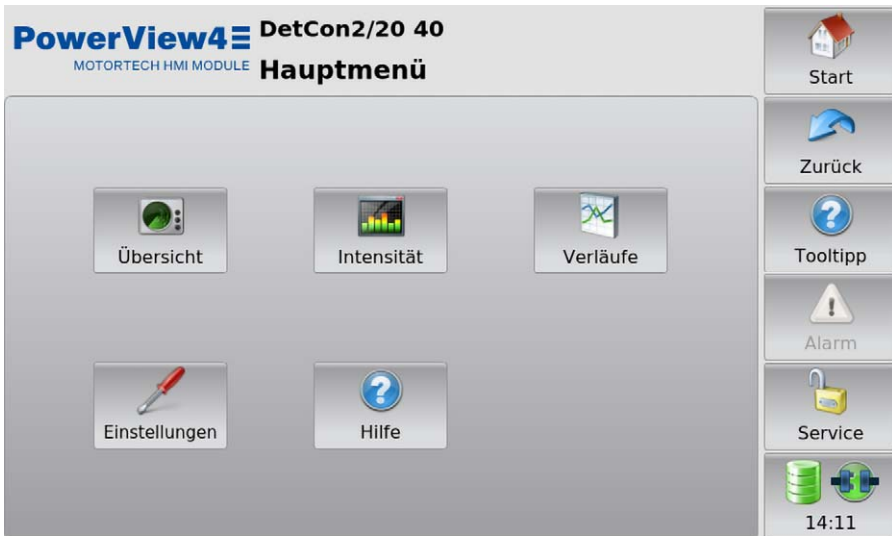 PowerView4
MOTORTECH HMI MODULE
DetCon2/20 40
Hauptmenü
Übersicht
Intensität
Verläufe
Einstellungen
Hilfe
Start
Zurück
Tooltipp
Alarm
Service
14:11